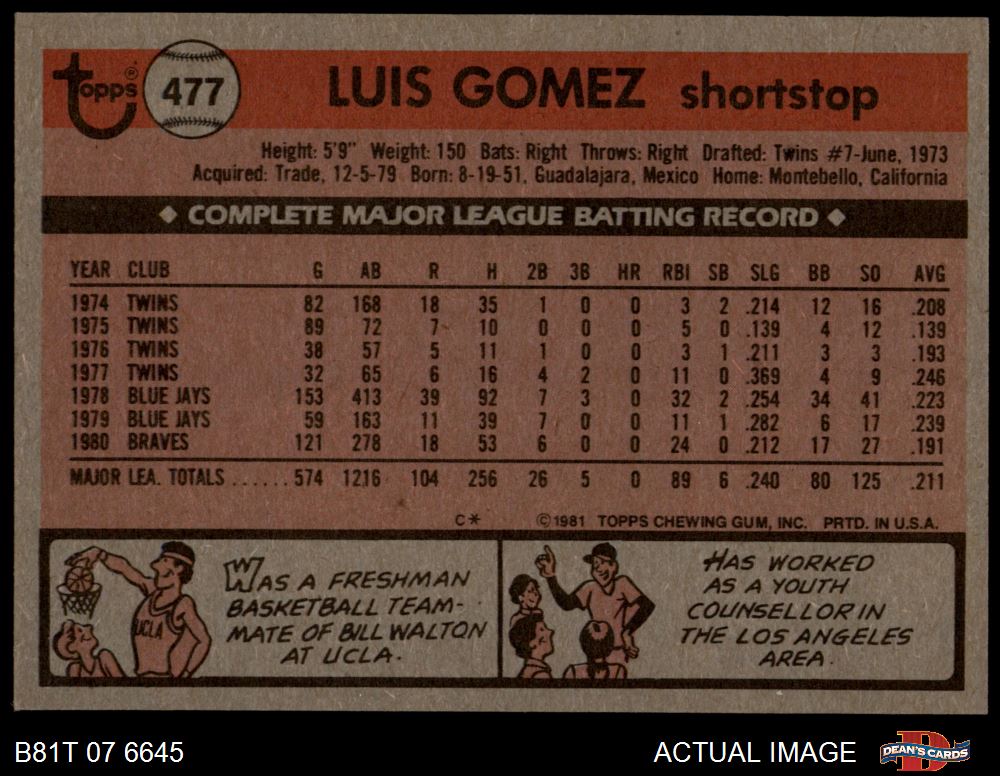 topps® 477 LUIS GOMEZ shortstop
Height: 5'9" Weight: 150 Bats: Right Throws: Right Drafted: Twins #7-June, 1973
Acquired: Trade, 12-5-79 Born: 8-19-51, Guadalajara, Mexico Home: Montebello, California
◆ COMPLETE MAJOR LEAGUE BATTING RECORD ◆
YEAR CLUB G AB R H 2B 3B HR RBI SB SLG BB SO AVG
1974 TWINS 82 168 18 35 1 0 0 3 2 .214 12 16 .208
1975 TWINS 89 72 7 10 0 0 0 5 0 .139 4 12 .139
1976 TWINS 38 57 5 11 1 0 0 3 1 .211 3 3 .193
1977 TWINS 32 65 6 16 4 2 0 11 0 .369 4 9 .246
1978 BLUE JAYS 153 413 39 92 7 3 0 32 2 .254 34 41 .223
1979 BLUE JAYS 59 163 11 39 7 0 0 11 1 .282 6 17 .239
1980 BRAVES 121 278 18 53 6 0 0 24 0 .212 17 27 .191
MAJOR LEA. TOTALS ...... 574 1216 104 256 26 5 0 89 6 .240 80 125 .211
C* ©1981 TOPPS CHEWING GUM, INC. PRTD. IN U.S.A.
UCLA
WAS A FRESHMAN
BASKETBALL TEAM-
MATE OF BILL WALTON
AT UCLA.
HAS WORKED
AS A YOUTH
COUNSELLOR IN
THE LOS ANGELES
AREA.
B81T 07 6645 ACTUAL IMAGE DEAN'S CARDS